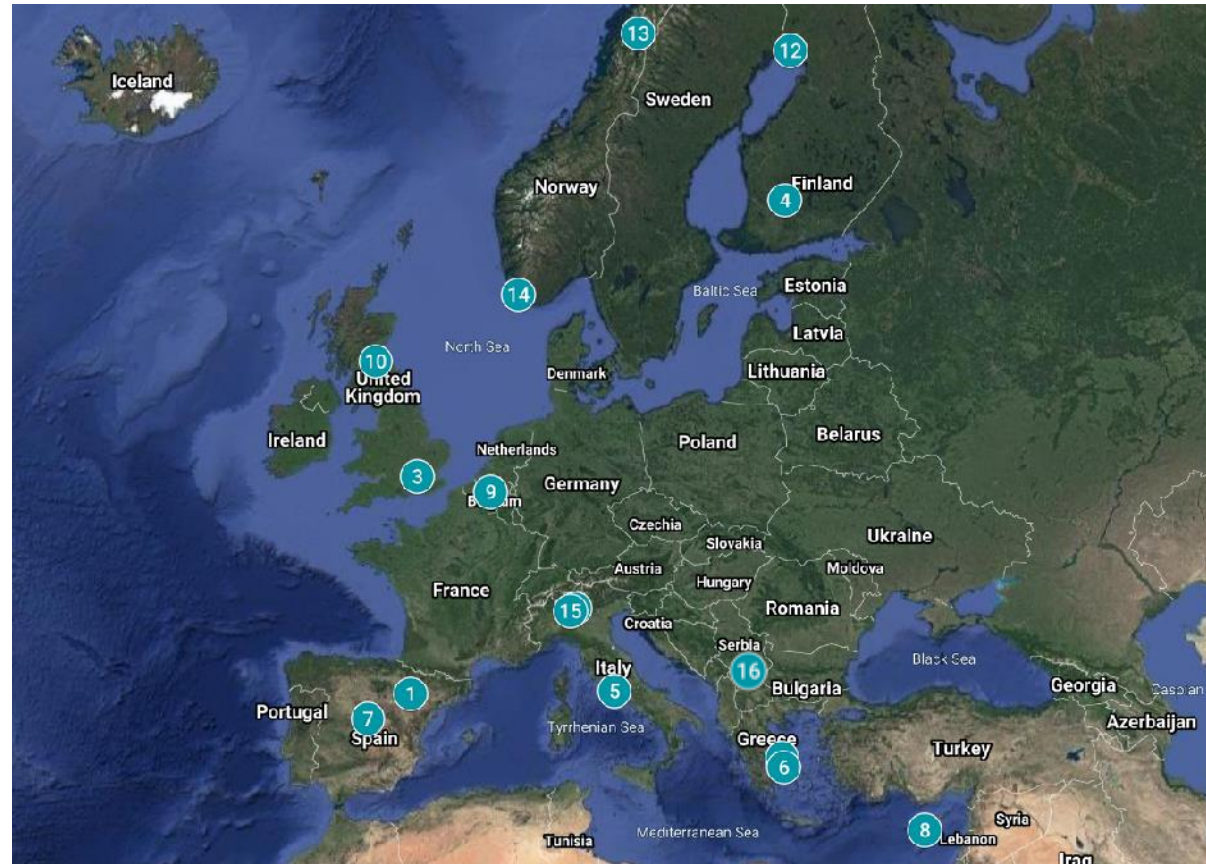 13
12
Iceland
Sweden
Norway
Finland
4
14
Baltic Sea
Estonia
Latvia
North Sea
10
United
Kingdom
Denmark
Lithuania
Ireland
Netherlands
Poland
Belarus
3
9
Germany
Czechia
Ukraine
Slovakia
Austria
Moldova
Hungary
France
15
Romania
Croatia
Serbia
Black Sea
16
Italy
5
Bulgaria
Georgia
1
Portugal
7
Spain
Tyrrhenian Sea
Azerbaijan
Greece
Turkey
6
8
Syria
Lebanon
Mediterranean Sea
Tunisia
Iraq